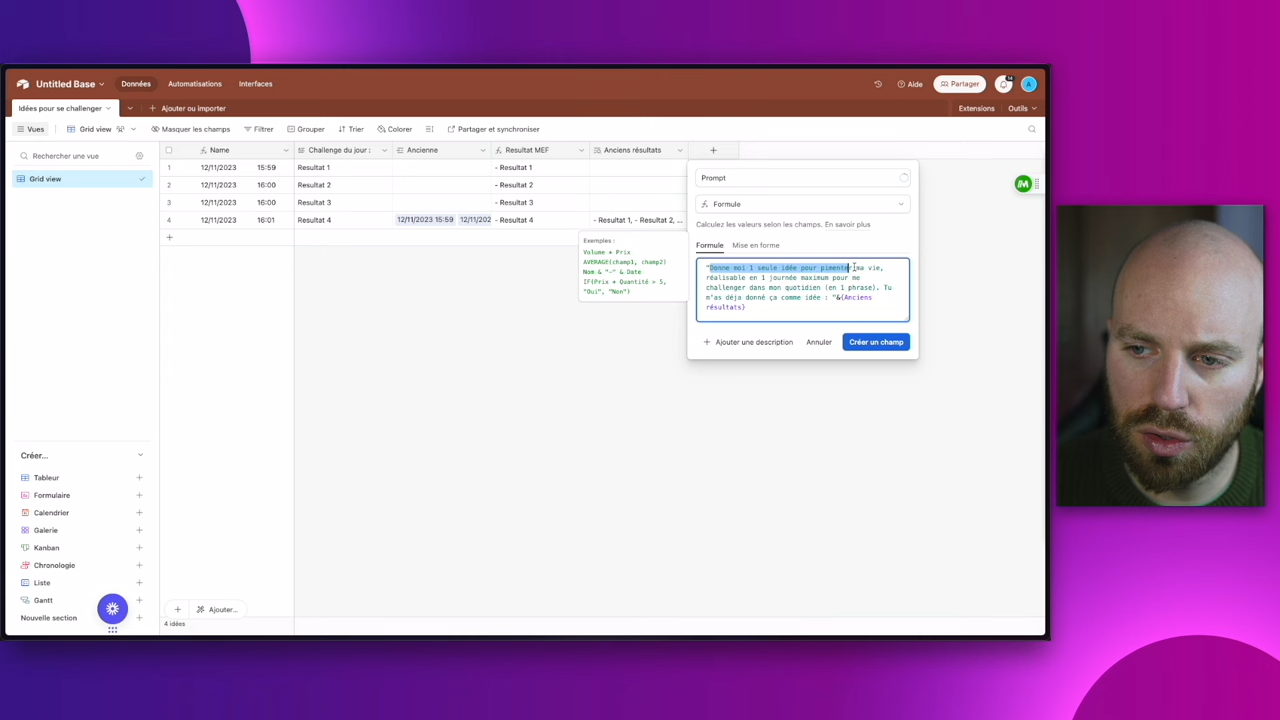 Untitled Base
Données
Automatisations
Interfaces
14
Aide
Partager
A
Idées pour se challenger
Ajouter ou importer
Extensions
Outils
Vues
Grid view
Masquer les champs
Filtrer
Grouper
Trier
Colorer
Partager et synchroniser
Rechercher une vue
Grid view
Name
Challenge du jour :
Ancienne
Resultat MEF
Anciens résultats
1 12/11/2023 15:59 Resultat 1 - Resultat 1
2 12/11/2023 16:00 Resultat 2 - Resultat 2
3 12/11/2023 16:00 Resultat 3 - Resultat 3
4 12/11/2023 16:01 Resultat 4 12/11/2023 15:59 12/11/202 - Resultat 4 - Resultat 1, - Resultat 2, ...
Exemples :
Volume * Prix
AVERAGE(champ1, champ2)
Nom & "-" & Date
IF(Prix * Quantité > 5,
"Oui", "Non")
Prompt
Formule
Calculez les valeurs selon les champs. En savoir plus
Formule
Mise en forme
"Donne moi 1 seule idée pour pimenter ma vie,
réalisable en 1 journée maximum pour me
challenger dans mon quotidien (en 1 phrase). Tu
m'as déja donné ça comme idée : "&{Anciens
résultats}
Ajouter une description
Annuler
Créer un champ
Créer...
Tableur
Formulaire
Calendrier
Galerie
Kanban
Chronologie
Liste
Gantt
Nouvelle section
Ajouter...
4 idées